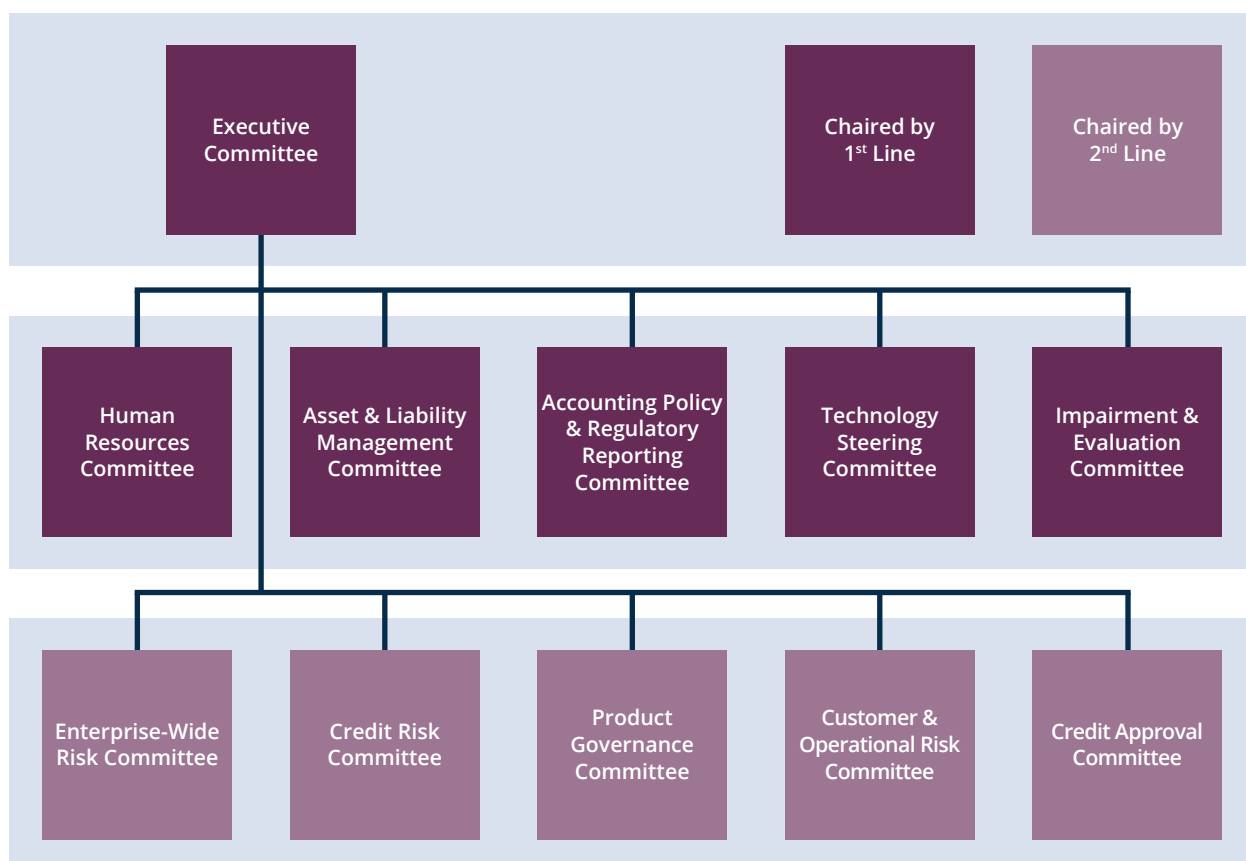 Executive
Committee
Chaired by
1st Line
Chaired by
2nd Line
Human
Resources
Committee
Asset & Liability
Management
Committee
Accounting Policy
& Regulatory
Reporting
Committee
Technology
Steering
Committee
Impairment &
Evaluation
Committee
Enterprise-Wide
Risk Committee
Credit Risk
Committee
Product
Governance
Committee
Customer &
Operational Risk
Committee
Credit Approval
Committee